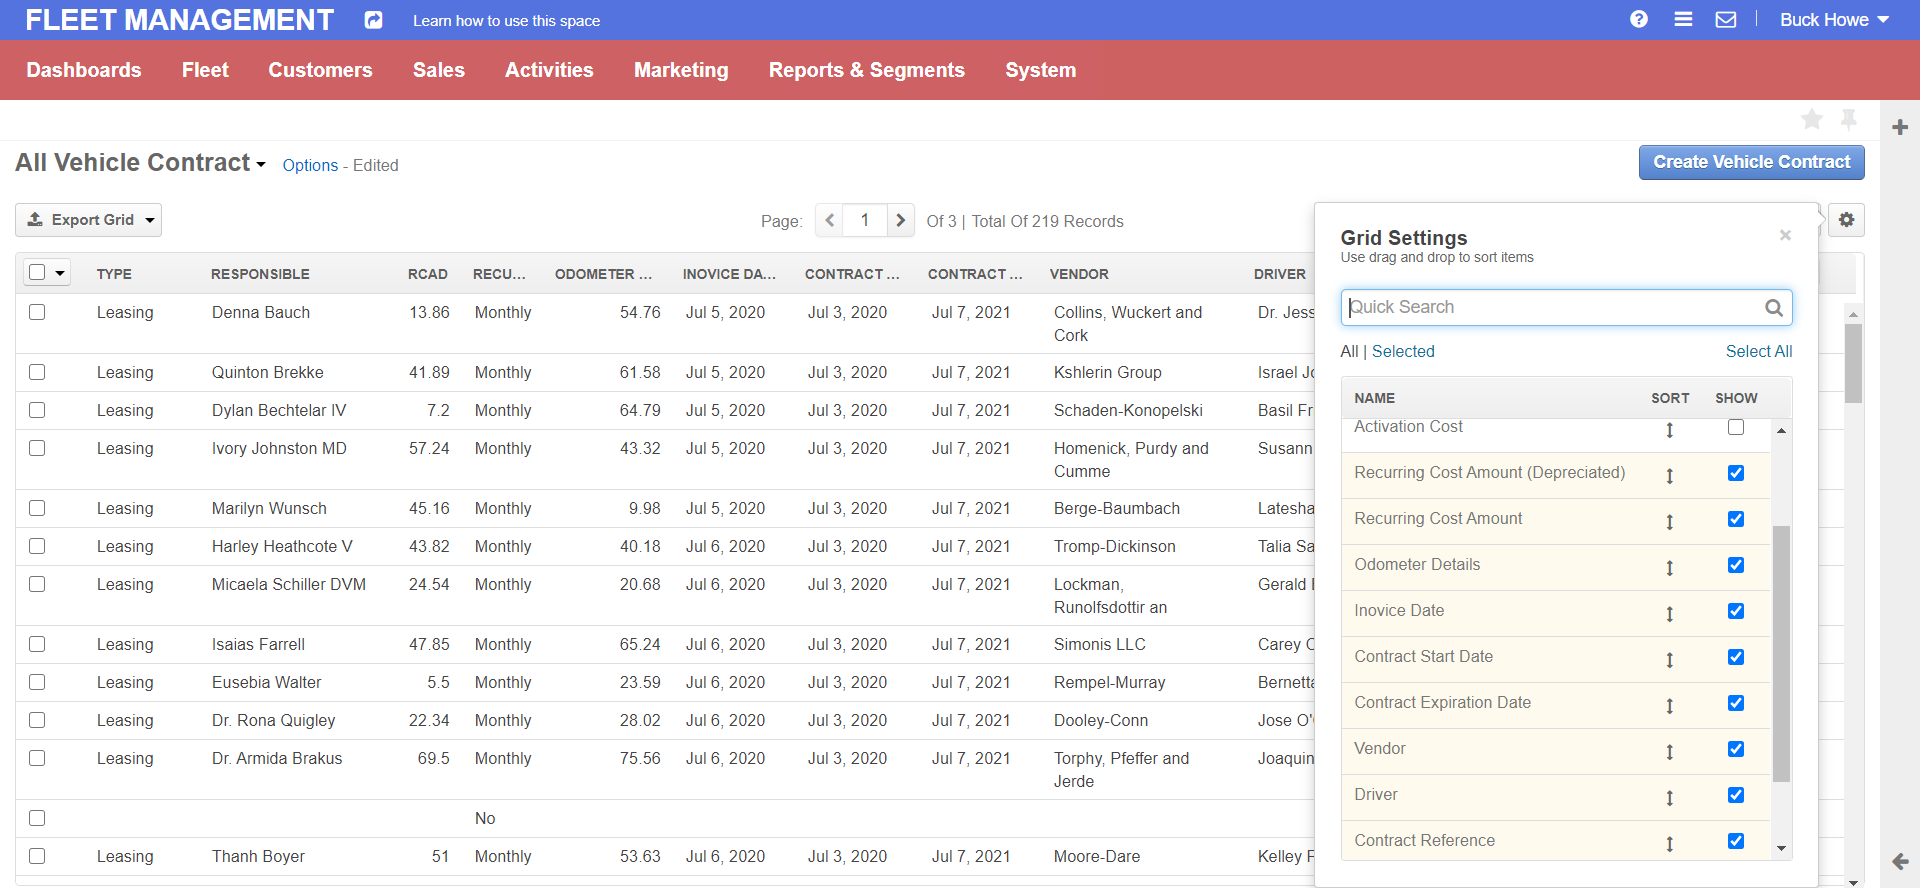 FLEET MANAGEMENT Learn how to use this space Buck Howe
Dashboards Fleet Customers Sales Activities Marketing Reports & Segments System
All Vehicle Contract Options - Edited Create Vehicle Contract
Export Grid Page: 1 Of 3 | Total Of 219 Records
TYPE RESPONSIBLE RCAD RECU... ODOMETER ... INOVICE DA... CONTRACT ... CONTRACT ... VENDOR DRIVER
Leasing Denna Bauch 13.86 Monthly 54.76 Jul 5, 2020 Jul 3, 2020 Jul 7, 2021 Collins, Wuckert and Dr. Jess
Cork
Leasing Quinton Brekke 41.89 Monthly 61.58 Jul 5, 2020 Jul 3, 2020 Jul 7, 2021 Kshlerin Group Israel Jo
Leasing Dylan Bechtelar IV 7.2 Monthly 64.79 Jul 5, 2020 Jul 3, 2020 Jul 7, 2021 Schaden-Konopelski Basil Fr
Leasing Ivory Johnston MD 57.24 Monthly 43.32 Jul 5, 2020 Jul 3, 2020 Jul 7, 2021 Homenick, Purdy and Susann
Cumme
Leasing Marilyn Wunsch 45.16 Monthly 9.98 Jul 5, 2020 Jul 3, 2020 Jul 7, 2021 Berge-Baumbach Latesha
Leasing Harley Heathcote V 43.82 Monthly 40.18 Jul 6, 2020 Jul 3, 2020 Jul 7, 2021 Tromp-Dickinson Talia Sa
Leasing Micaela Schiller DVM 24.54 Monthly 20.68 Jul 6, 2020 Jul 3, 2020 Jul 7, 2021 Lockman, Gerald
Runolfsdottir an
Leasing Isaias Farrell 47.85 Monthly 65.24 Jul 6, 2020 Jul 3, 2020 Jul 7, 2021 Simonis LLC Carey
Leasing Eusebia Walter 5.5 Monthly 23.59 Jul 6, 2020 Jul 3, 2020 Jul 7, 2021 Rempel-Murray Bernetta
Leasing Dr. Rona Quigley 22.34 Monthly 28.02 Jul 6, 2020 Jul 3, 2020 Jul 7, 2021 Dooley-Conn Jose O'
Leasing Dr. Armida Brakus 69.5 Monthly 75.56 Jul 6, 2020 Jul 3, 2020 Jul 7, 2021 Torphy, Pfeffer and Joaquin
Jerde
No
Leasing Thanh Boyer 51 Monthly 53.63 Jul 6, 2020 Jul 3, 2020 Jul 7, 2021 Moore-Dare Kelley
Grid Settings
Use drag and drop to sort items
Quick Search
All | Selected Select All
NAME SORT SHOW
Activation Cost
Recurring Cost Amount (Depreciated)
Recurring Cost Amount
Odometer Details
Inovice Date
Contract Start Date
Contract Expiration Date
Vendor
Driver
Contract Reference